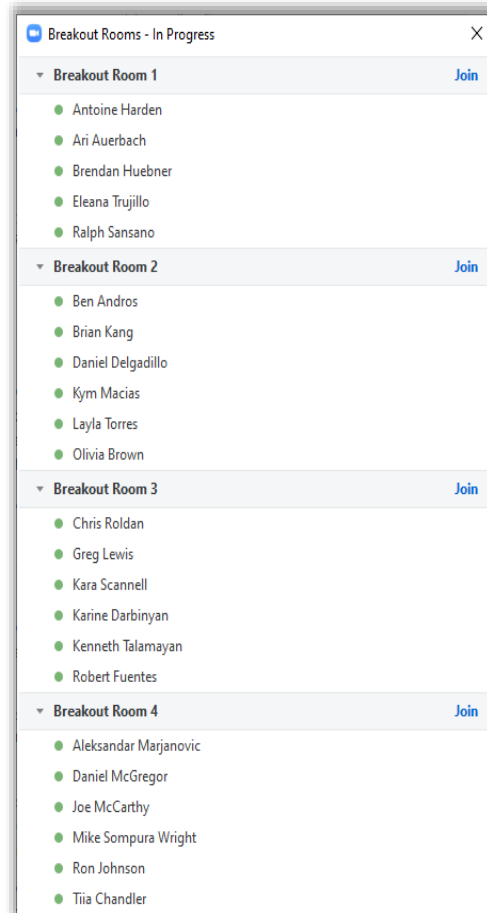 Breakout Rooms - In Progress
Breakout Room 1 Join
Antoine Harden
Ari Auerbach
Brendan Huebner
Eleana Trujillo
Ralph Sansano
Breakout Room 2 Join
Ben Andros
Brian Kang
Daniel Delgadillo
Kym Macias
Layla Torres
Olivia Brown
Breakout Room 3 Join
Chris Roldan
Greg Lewis
Kara Scannell
Karine Darbinyan
Kenneth Talamayan
Robert Fuentes
Breakout Room 4 Join
Aleksandar Marjanovic
Daniel McGregor
Joe McCarthy
Mike Sompura Wright
Ron Johnson
Tiia Chandler